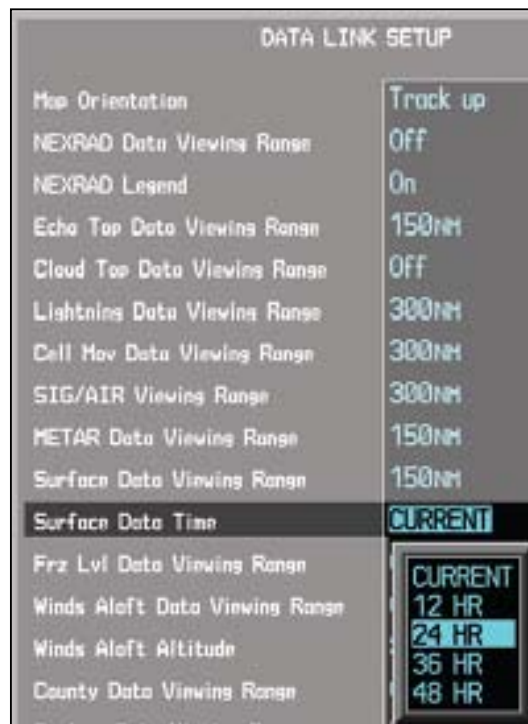 DATA LINK SETUP
Map Orientation Track up
NEXRAD Data Viewing Range Off
NEXRAD Legend On
Echo Top Data Viewing Range 150NM
Cloud Top Data Viewing Range Off
Lightning Data Viewing Range 300NM
Cell Mov Data Viewing Range 300NM
SIG/AIR Viewing Range 300NM
METAR Data Viewing Range 150NM
Surface Data Viewing Range 150NM
Surface Data Time CURRENT
Frz Lvl Data Viewing Range
Winds Aloft Data Viewing Range
Winds Aloft Altitude
County Data Viewing Range
CURRENT
12 HR
24 HR
36 HR
48 HR